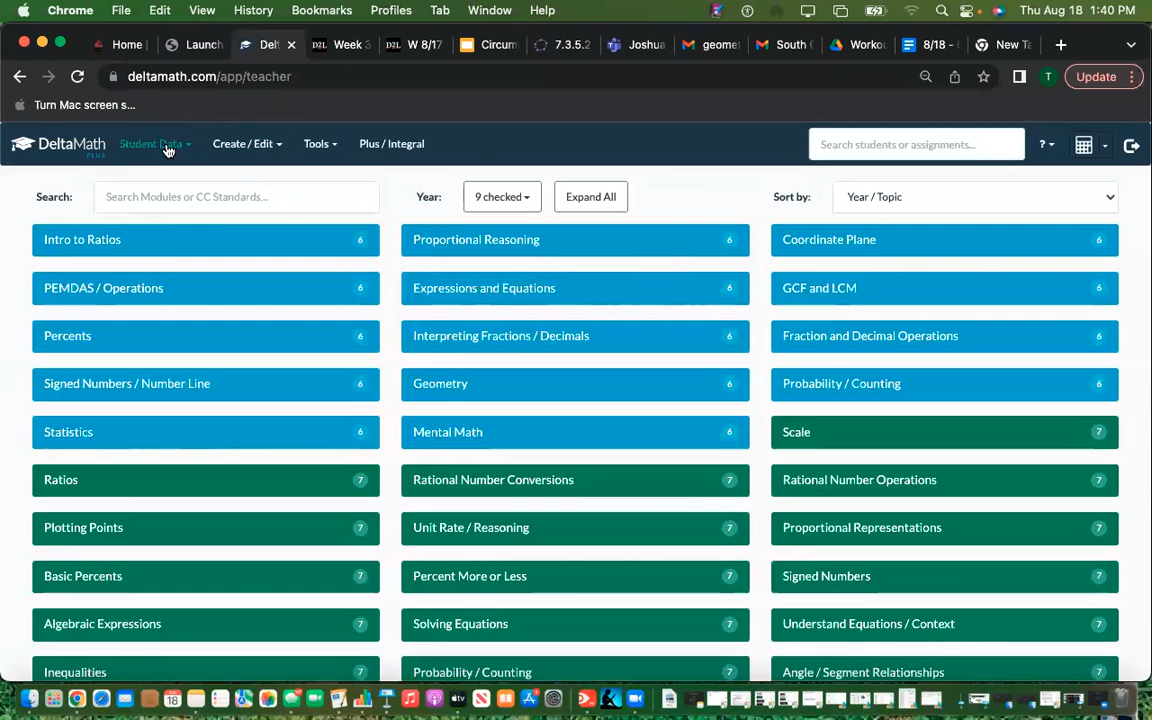 Chrome File Edit View History Bookmarks Profiles Tab Window Help Thu Aug 18 1:40 PM
Home Launch Delt Week 3 W 8/17 Circum 7.3.5.2 Joshua geome South Workou 8/18 - New Ta
deltamath.com/app/teacher T Update
Turn Mac screen s...
DeltaMath PLUS Student Data Create / Edit Tools Plus / Integral Search students or assignments... ?
Search: Search Modules or CC Standards... Year: 9 checked Expand All Sort by: Year / Topic
Intro to Ratios 6 Proportional Reasoning 6 Coordinate Plane 6
PEMDAS / Operations 6 Expressions and Equations 6 GCF and LCM 6
Percents 6 Interpreting Fractions / Decimals 6 Fraction and Decimal Operations 6
Signed Numbers / Number Line 6 Geometry 6 Probability / Counting 6
Statistics 6 Mental Math 6 Scale 7
Ratios 7 Rational Number Conversions 7 Rational Number Operations 7
Plotting Points 7 Unit Rate / Reasoning 7 Proportional Representations 7
Basic Percents 7 Percent More or Less 7 Signed Numbers 7
Algebraic Expressions 7 Solving Equations 7 Understand Equations / Context 7
Inequalities 7 Probability / Counting 7 Angle / Segment Relationships 7